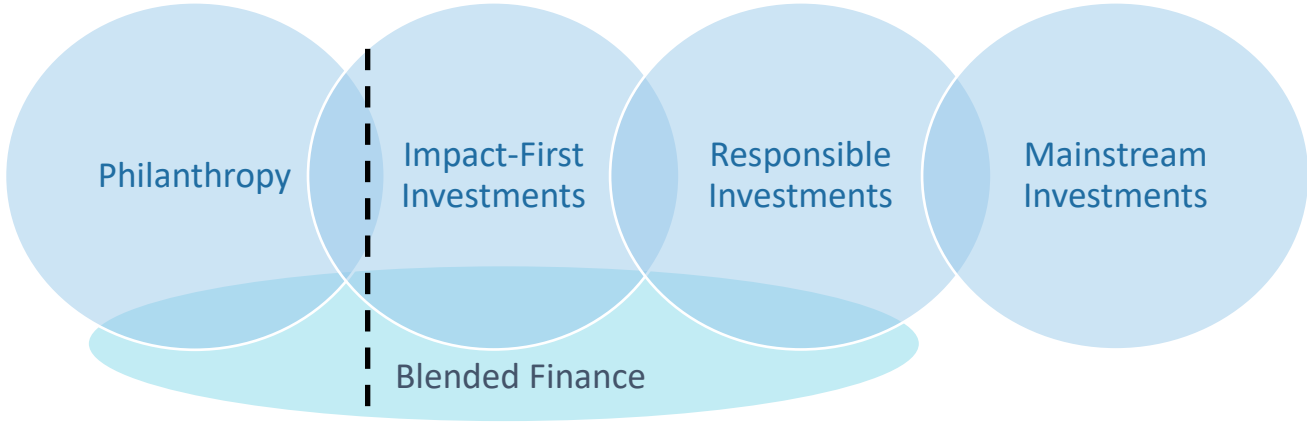 Philanthropy
Impact-First
Investments
Responsible
Investments
Mainstream
Investments
Blended Finance